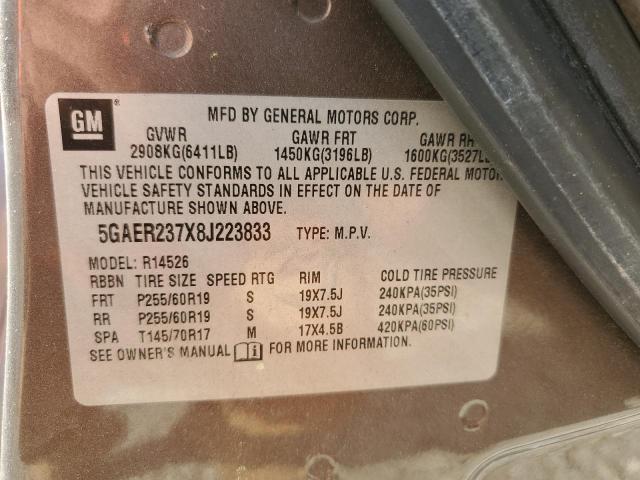 GM
®
MFD BY GENERAL MOTORS CORP.
GVWR GAWR FRT GAWR RR
2908KG(6411LB) 1450KG(3196LB) 1600KG(3527LB
THIS VEHICLE CONFORMS TO ALL APPLICABLE U.S. FEDERAL MOTOR
VEHICLE SAFETY STANDARDS IN EFFECT ON THE DATE OF
MANUFACTURE SHOWN ABOVE.
5GAER237X8J223833 TYPE: M.P.V.
MODEL: R14526
RBBN TIRE SIZE SPEED RTG RIM COLD TIRE PRESSURE
FRT P255/60R19 S 19X7.5J 240KPA(35PSI)
RR P255/60R19 S 19X7.5J 240KPA(35PSI)
SPA T145/70R17 M 17X4.5B 420KPA(60PSI)
SEE OWNER'S MANUAL i FOR MORE INFORMATION.